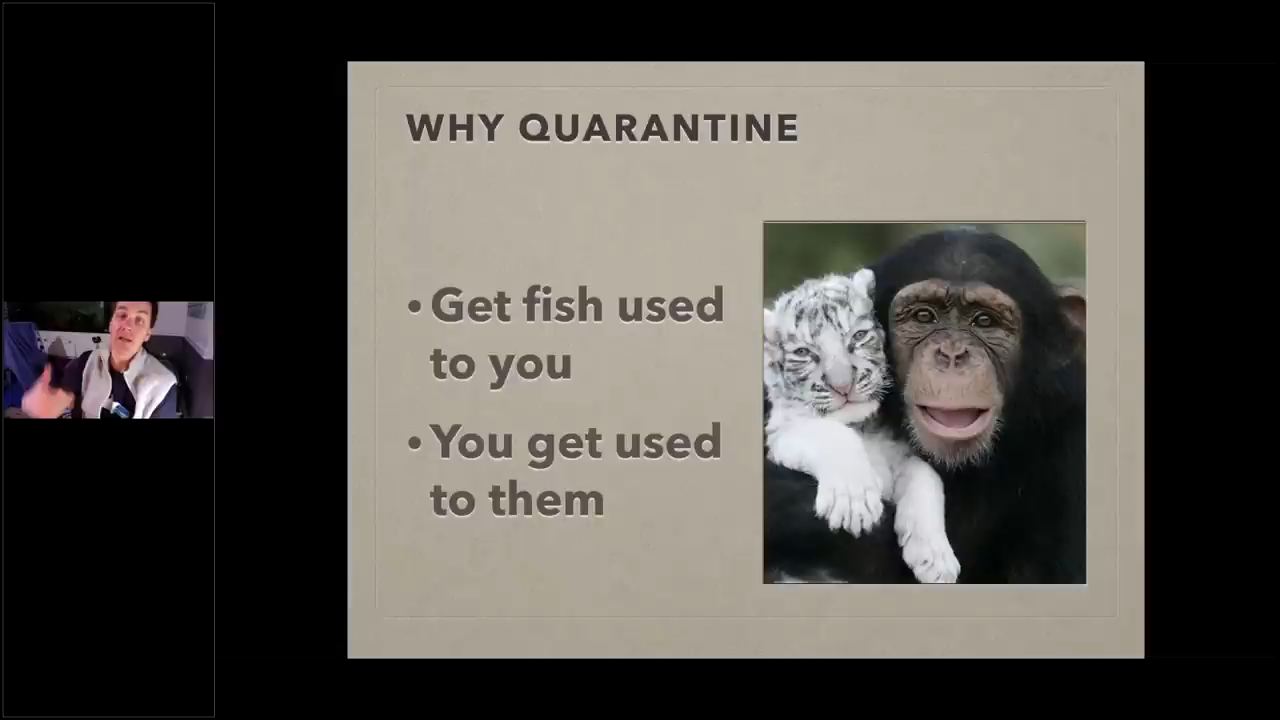 WHY QUARANTINE
• Get fish used
to you
• You get used
to them